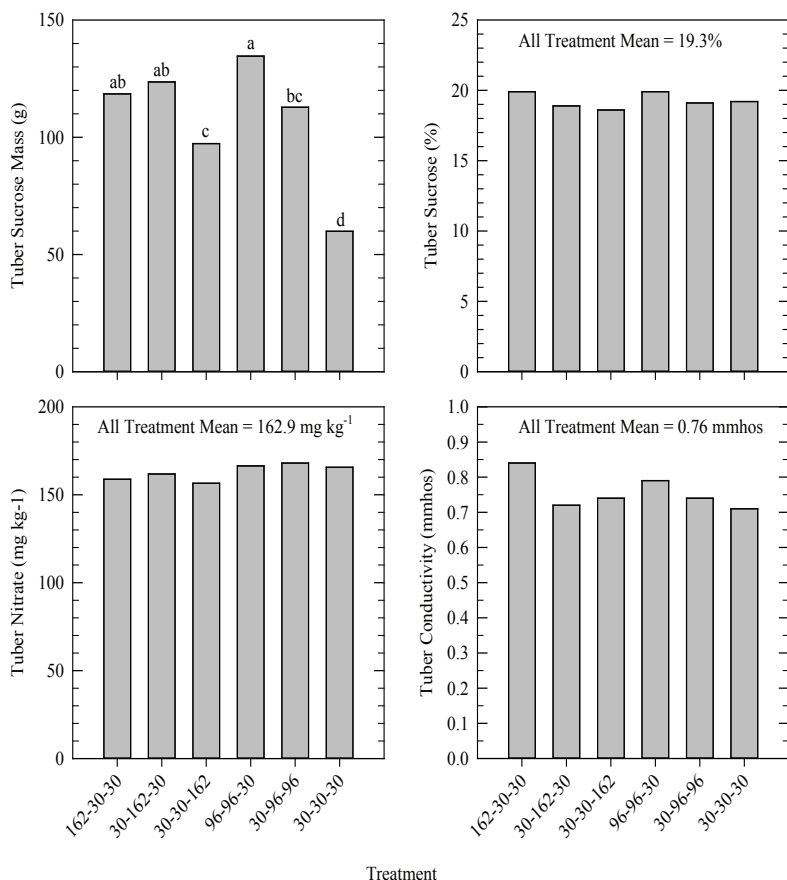 150
100
50
0
Tuber Sucrose Mass (g)
ab
ab
c
a
bc
d
25
20
15
10
5
0
Tuber Sucrose (%)
All Treatment Mean = 19.3%
200
150
100
50
0
Tuber Nitrate (mg kg-1)
All Treatment Mean = 162.9 mg kg⁻¹
162-30-30
30-162-30
30-30-162
96-96-30
30-96-96
30-30-30
1.0
0.9
0.8
0.7
0.6
0.5
0.4
0.3
0.2
0.1
0.0
Tuber Conductivity (mmhos)
All Treatment Mean = 0.76 mmhos
162-30-30
30-162-30
30-30-162
96-96-30
30-96-96
30-30-30
Treatment